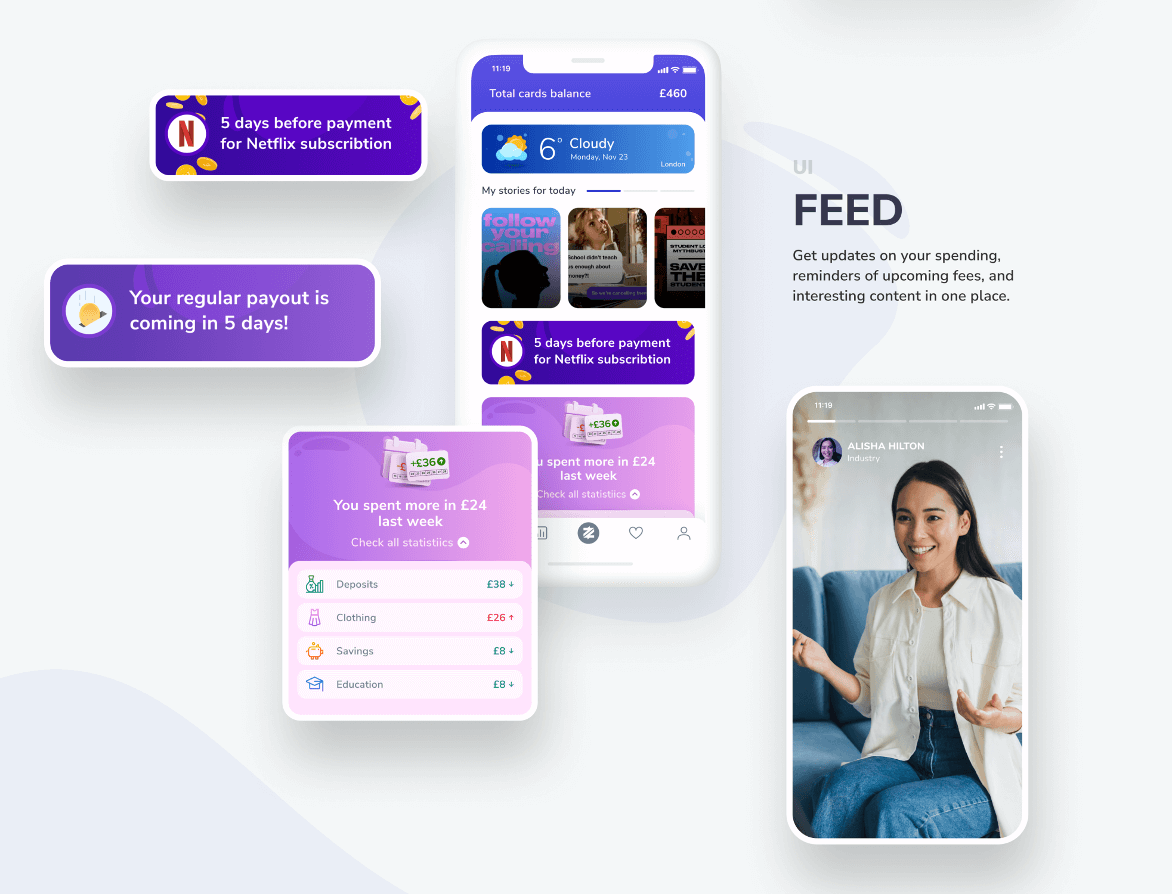 5 days before payment
for Netflix subscribtion
Your regular payout is
coming in 5 days!
11:19
Total cards balance
£460
6°
Cloudy
Monday, Nov 23
London
My stories for today
follow
your
calling
School didn't teach
us enough about
money?!
So we're cancelling
STUDENT LO
MYTHBUST
SAVE
THE
STUDENT
N
5 days before payment
for Netflix subscribtion
+£36
u spent more in £24
last week
Check all statistiics
N
+£36
You spent more in £24
last week
Check all statistiics
Deposits
£38
Clothing
£26
Savings
£8
Education
£8
UI
FEED
Get updates on your spending,
reminders of upcoming fees, and
interesting content in one place.
11:19
ALISHA HILTON
Industry